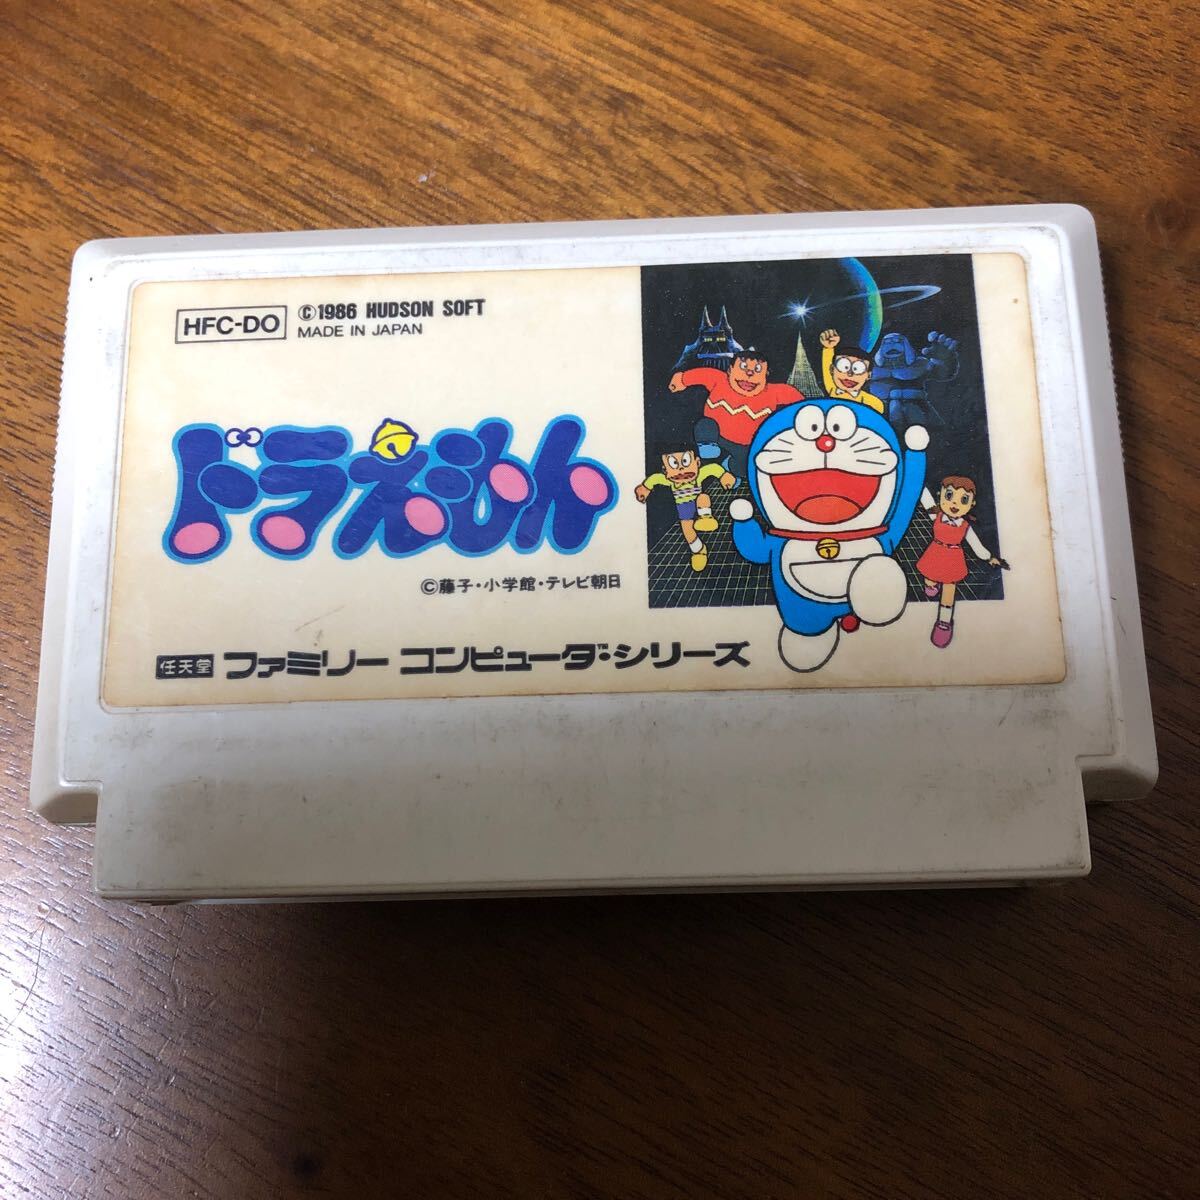 HFC-DO
©1986 HUDSON SOFT
MADE IN JAPAN
ドラえもん
©藤子・小学館・テレビ朝日
任天堂 ファミリー コンピュータ™・シリーズ